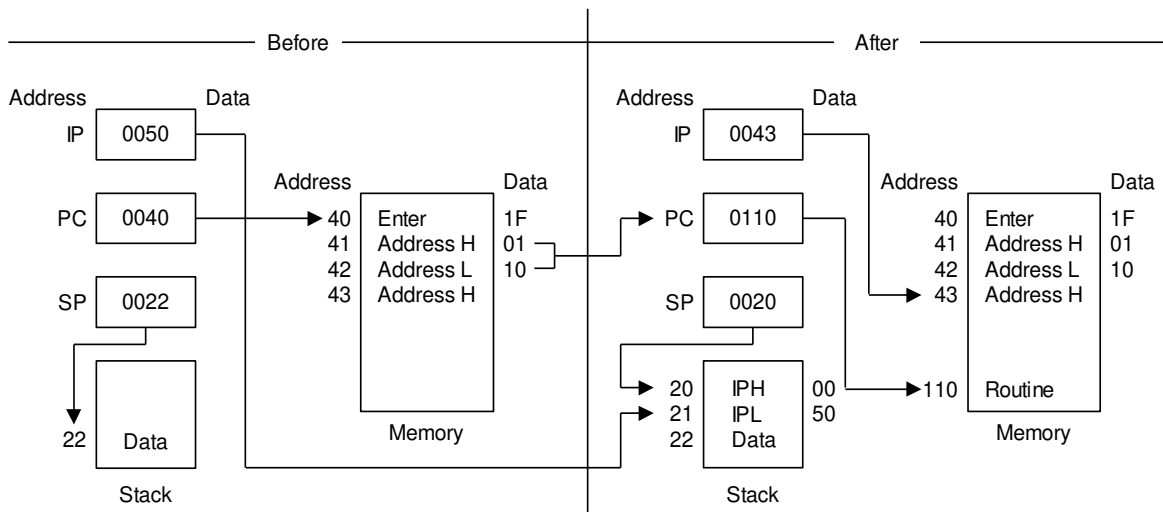 Before
Address Data
IP 0050
PC 0040
SP 0022
22 Data
Stack
Address Data
40 Enter 1F
41 Address H 01
42 Address L 10
43 Address H
Memory
After
Address Data
IP 0043
PC 0110
SP 0020
20 IPH 00
21 IPL 50
22 Data
Stack
Address Data
40 Enter 1F
41 Address H 01
42 Address L 10
43 Address H
110 Routine
Memory